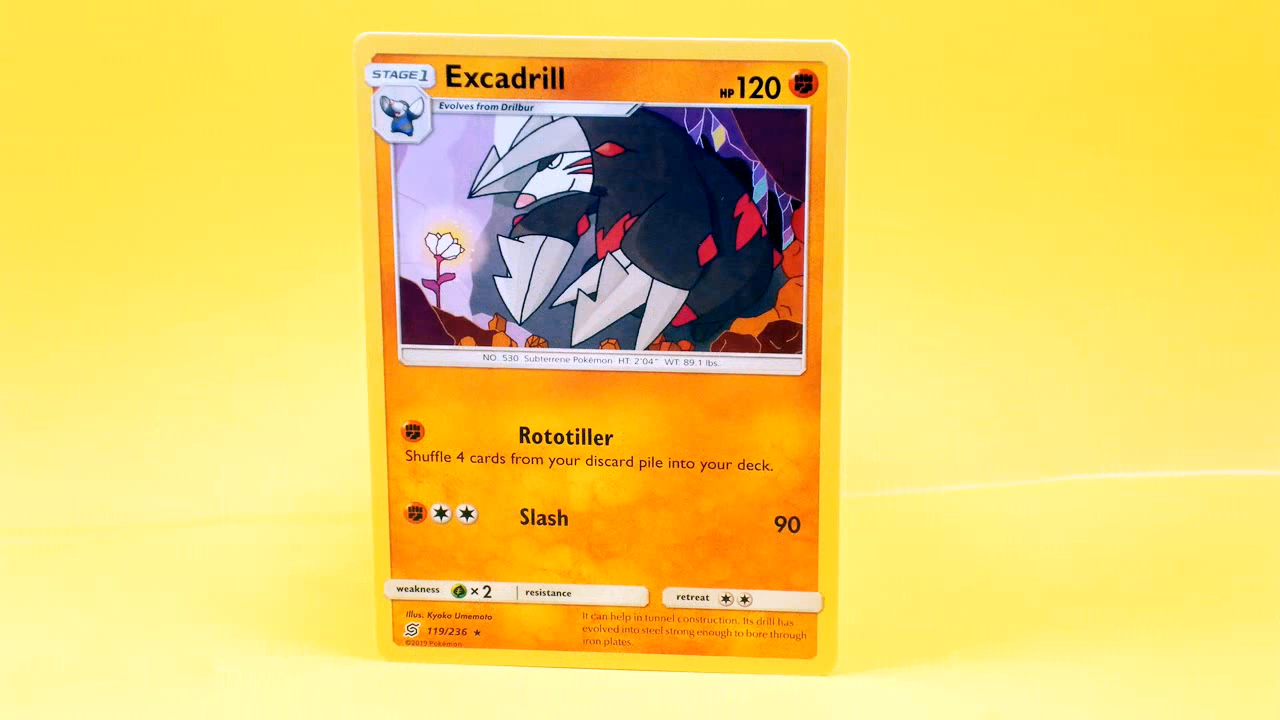 STAGE 1 Excadrill HP 120
Evolves from Drilbur
NO. 530 Subterrene Pokémon HT: 2'04" WT: 89.1 lbs.
Rototiller
Shuffle 4 cards from your discard pile into your deck.
Slash 90
weakness ×2 resistance retreat
Illus. Kyoko Umemoto
119/236 ★
©2019 Pokémon
It can help in tunnel construction. Its drill has
evolved into steel strong enough to bore through
iron plates.